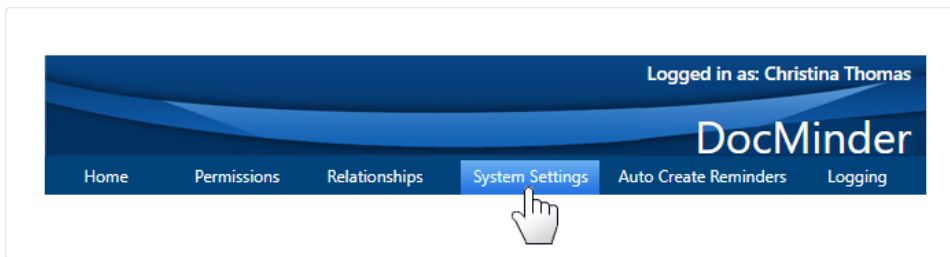 Logged in as: Christina Thomas
DocMinder
Home Permissions Relationships System Settings Auto Create Reminders Logging